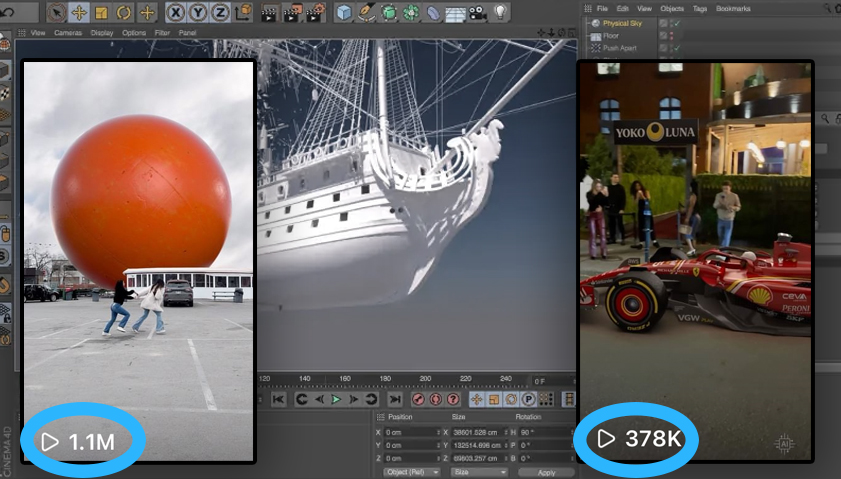 File Edit View Objects Tags Bookmarks
X Y Z
Physical Sky
Floor
Push Apart
View Cameras Display Options Filter Panel
YOKO LUNA
CEVA
PERONI
VGW
1.1M
378K
120 140 160 180 200 220 240 0 F
P
Position Size Rotation
X 0 cm X 38601.528 cm H 90 °
Y 0 cm Y 132514.898 cm P 0 °
Z 0 cm Z 69803.257 cm B 0 °
Object (Rel) Size Apply
CINEMA4D
AI